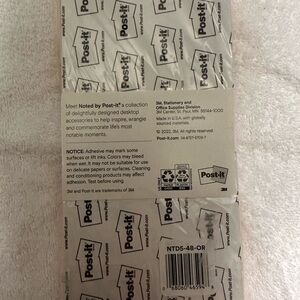 Meet Noted by Post-it® a collection
of delightfully designed desktop
accessories to help inspire, wrangle
and commemorate life's most
notable moments.
NOTICE: Adhesive may mark some
surfaces or lift inks. Colors may bleed
when wet. It may not be suitable for use
on delicate papers or surfaces. Cleaning
and conditioning products may affect
adhesion. Test before using.
3M and Post-it are trademarks of 3M.
3M, Stationery and
Office Supplies Division
3M Center, St. Paul, MN 55144-1000
Made in U.S.A. with globally
sourced materials.
© 2022, 3M. All rights reserved.
Post-it.com
Post-it
3M
NTD5-48-OR
Post-it
www.Post-it.com